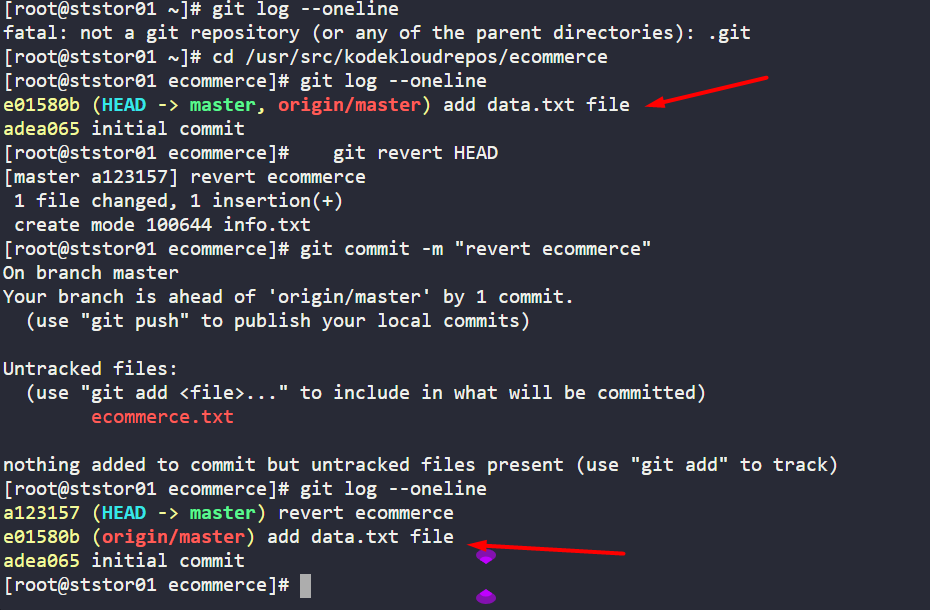 [root@ststor01 ~]# git log --oneline
fatal: not a git repository (or any of the parent directories): .git
[root@ststor01 ~]# cd /usr/src/kodekloudrepos/ecommerce
[root@ststor01 ecommerce]# git log --oneline
e01580b (HEAD -> master, origin/master) add data.txt file
adea065 initial commit
[root@ststor01 ecommerce]#    git revert HEAD
[master a123157] revert ecommerce
 1 file changed, 1 insertion(+)
 create mode 100644 info.txt
[root@ststor01 ecommerce]# git commit -m "revert ecommerce"
On branch master
Your branch is ahead of 'origin/master' by 1 commit.
  (use "git push" to publish your local commits)
Untracked files:
  (use "git add <file>..." to include in what will be committed)
        ecommerce.txt
nothing added to commit but untracked files present (use "git add" to track)
[root@ststor01 ecommerce]# git log --oneline
a123157 (HEAD -> master) revert ecommerce
e01580b (origin/master) add data.txt file
adea065 initial commit
[root@ststor01 ecommerce]#